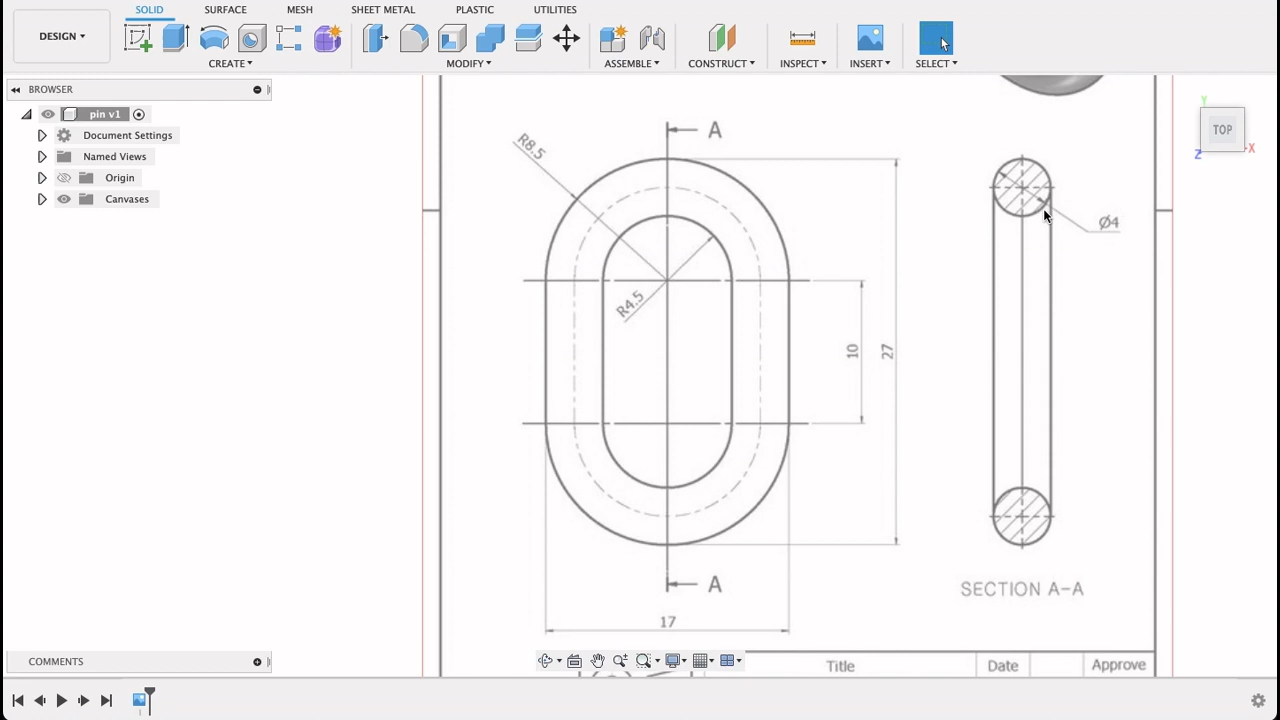 SOLID SURFACE MESH SHEET METAL PLASTIC UTILITIES
DESIGN
CREATE MODIFY ASSEMBLE CONSTRUCT INSPECT INSERT SELECT
BROWSER
pin v1
Document Settings
Named Views
Origin
Canvases
TOP
Y
Z
X
A
R8.5
R4.5
10
27
Ø4
A
SECTION A-A
17
Title Date Approve
COMMENTS